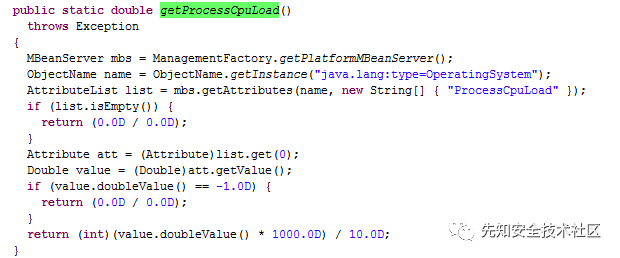 public static double getProcessCpuLoad()
  throws Exception
{
  MBeanServer mbs = ManagementFactory.getPlatformMBeanServer();
  ObjectName name = ObjectName.getInstance("java.lang:type=OperatingSystem");
  AttributeList list = mbs.getAttributes(name, new String[] { "ProcessCpuLoad" });
  if (list.isEmpty()) {
    return (0.0D / 0.0D);
  }
  Attribute att = (Attribute)list.get(0);
  Double value = (Double)att.getValue();
  if (value.doubleValue() == -1.0D) {
    return (0.0D / 0.0D);
  }
  return (int)(value.doubleValue() * 1000.0D) / 10.0D;
}
先知安全技术社区